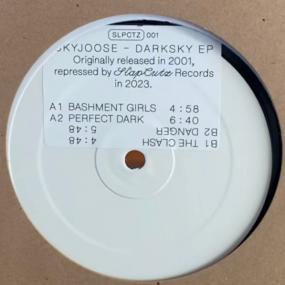 SLPCTZ 001
SKYJOOSE – DARKSKY EP
Originally released in 2001,
repressed by SlapCutz Records
in 2023.
A1 BASHMENT GIRLS 4:58
A2 PERFECT DARK 6:40
B1 THE CLASH 4:44
B2 DANGER 5:48